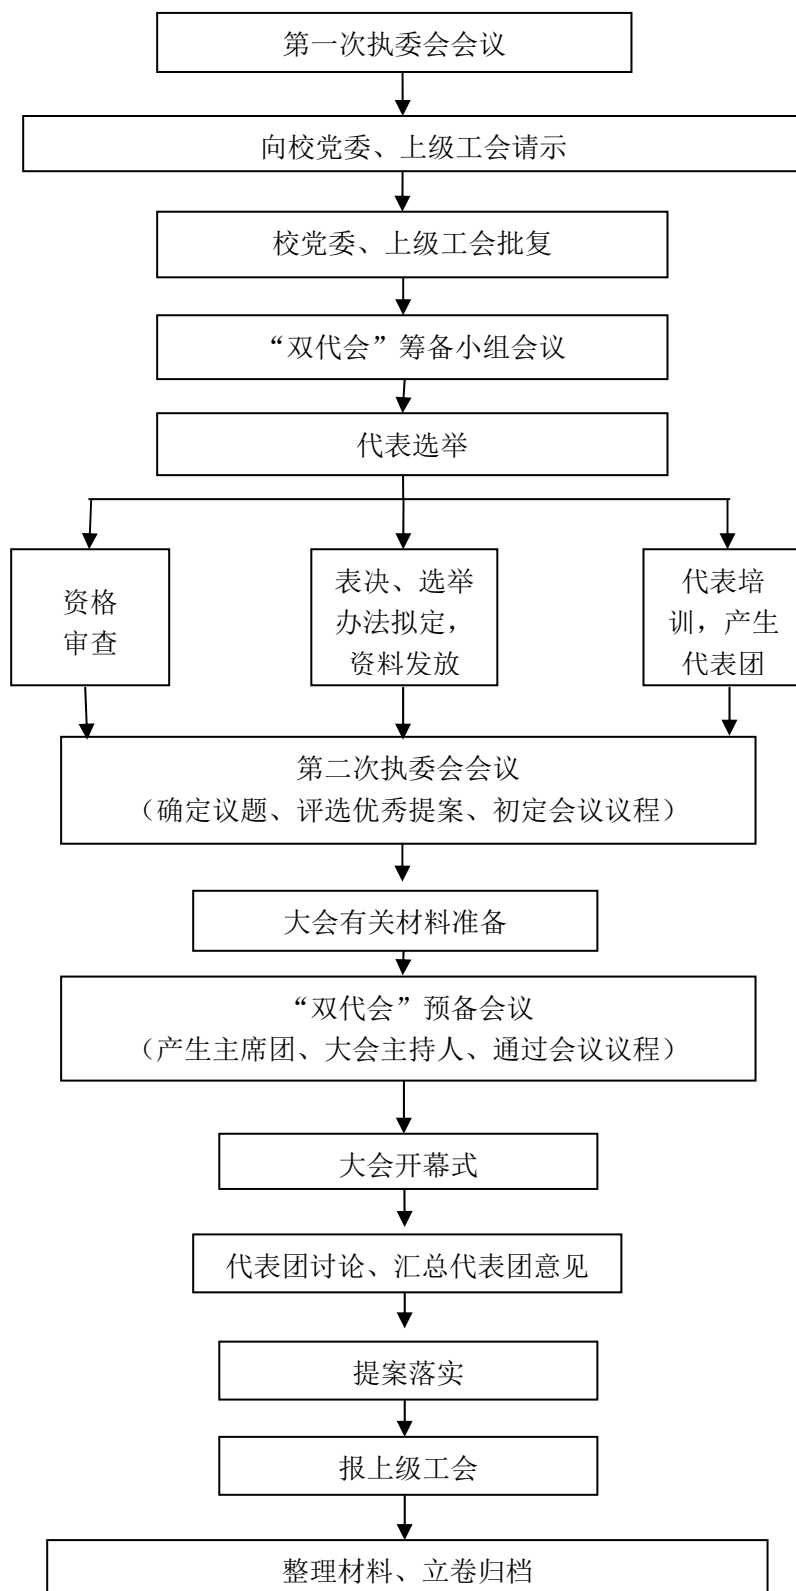 第一次执委会会议
向校党委、上级工会请示
校党委、上级工会批复
“双代会”筹备小组会议
代表选举
资格
审查
表决、选举
办法拟定，
资料发放
代表培
训，产生
代表团
第二次执委会会议
（确定议题、评选优秀提案、初定会议议程）
大会有关材料准备
“双代会”预备会议
（产生主席团、大会主持人、通过会议议程）
大会开幕式
代表团讨论、汇总代表团意见
提案落实
报上级工会
整理材料、立卷归档